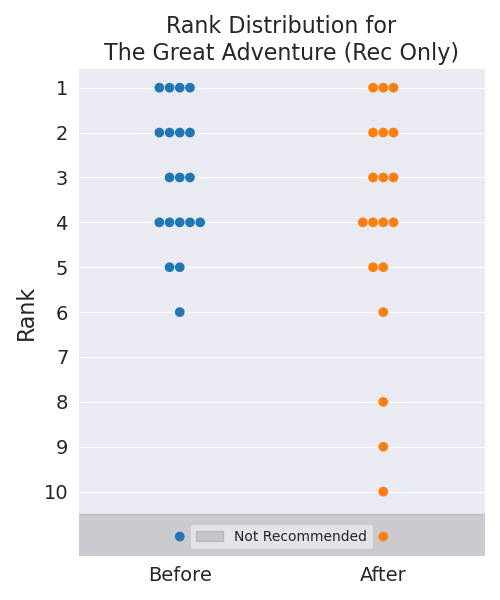 Rank Distribution for
The Great Adventure (Rec Only)
Rank
1
2
3
4
5
6
7
8
9
10
Not Recommended
Before
After